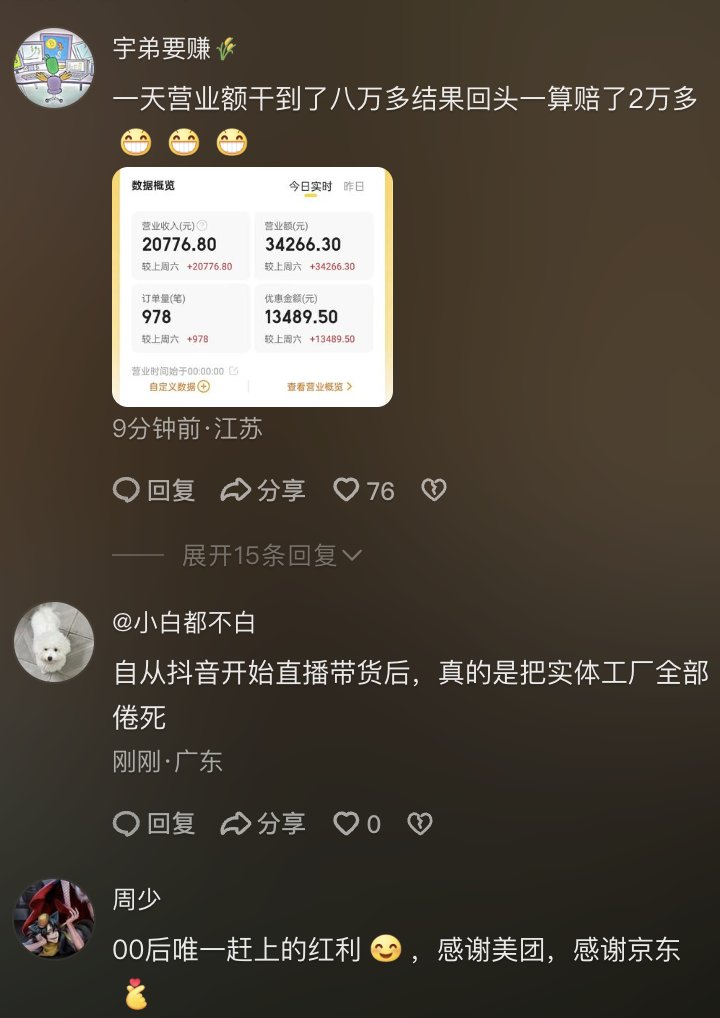 宇弟要赚
一天营业额干到了八万多结果回头一算赔了2万多
数据概览 今日实时 昨日
营业收入(元) 营业额(元)
20776.80 34266.30
较上周六 +20776.80 较上周六 +34266.30
订单量(笔) 优惠金额(元)
978 13489.50
较上周六 +978 较上周六 +13489.50
营业时间始于00:00:00
自定义数据 查看营业概览
9分钟前·江苏
回复 分享 76
展开15条回复
@小白都不白
自从抖音开始直播带货后，真的是把实体工厂全部
倦死
刚刚·广东
回复 分享 0
周少
00后唯一赶上的红利，感谢美团，感谢京东